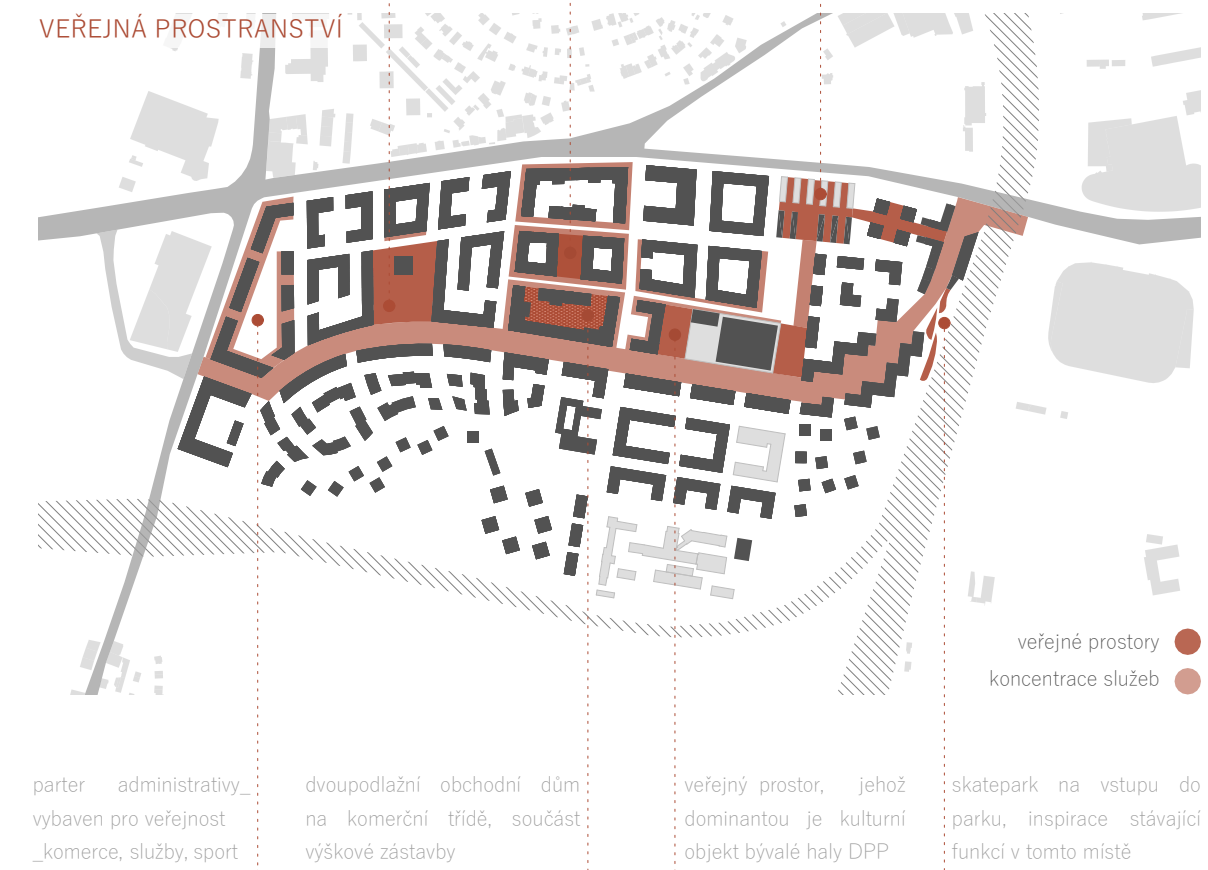 VEŘEJNÁ PROSTRANSTVÍ
veřejné prostory
koncentrace služeb
parter administrativy_
vybaven pro veřejnost
_komerce, služby, sport
dvoupodlažní obchodní dům
na komerční třídě, součást
výškové zástavby
veřejný prostor, jehož
dominantou je kulturní
objekt bývalé haly DPP
skatepark na vstupu do
parku, inspirace stávající
funkcí v tomto místě